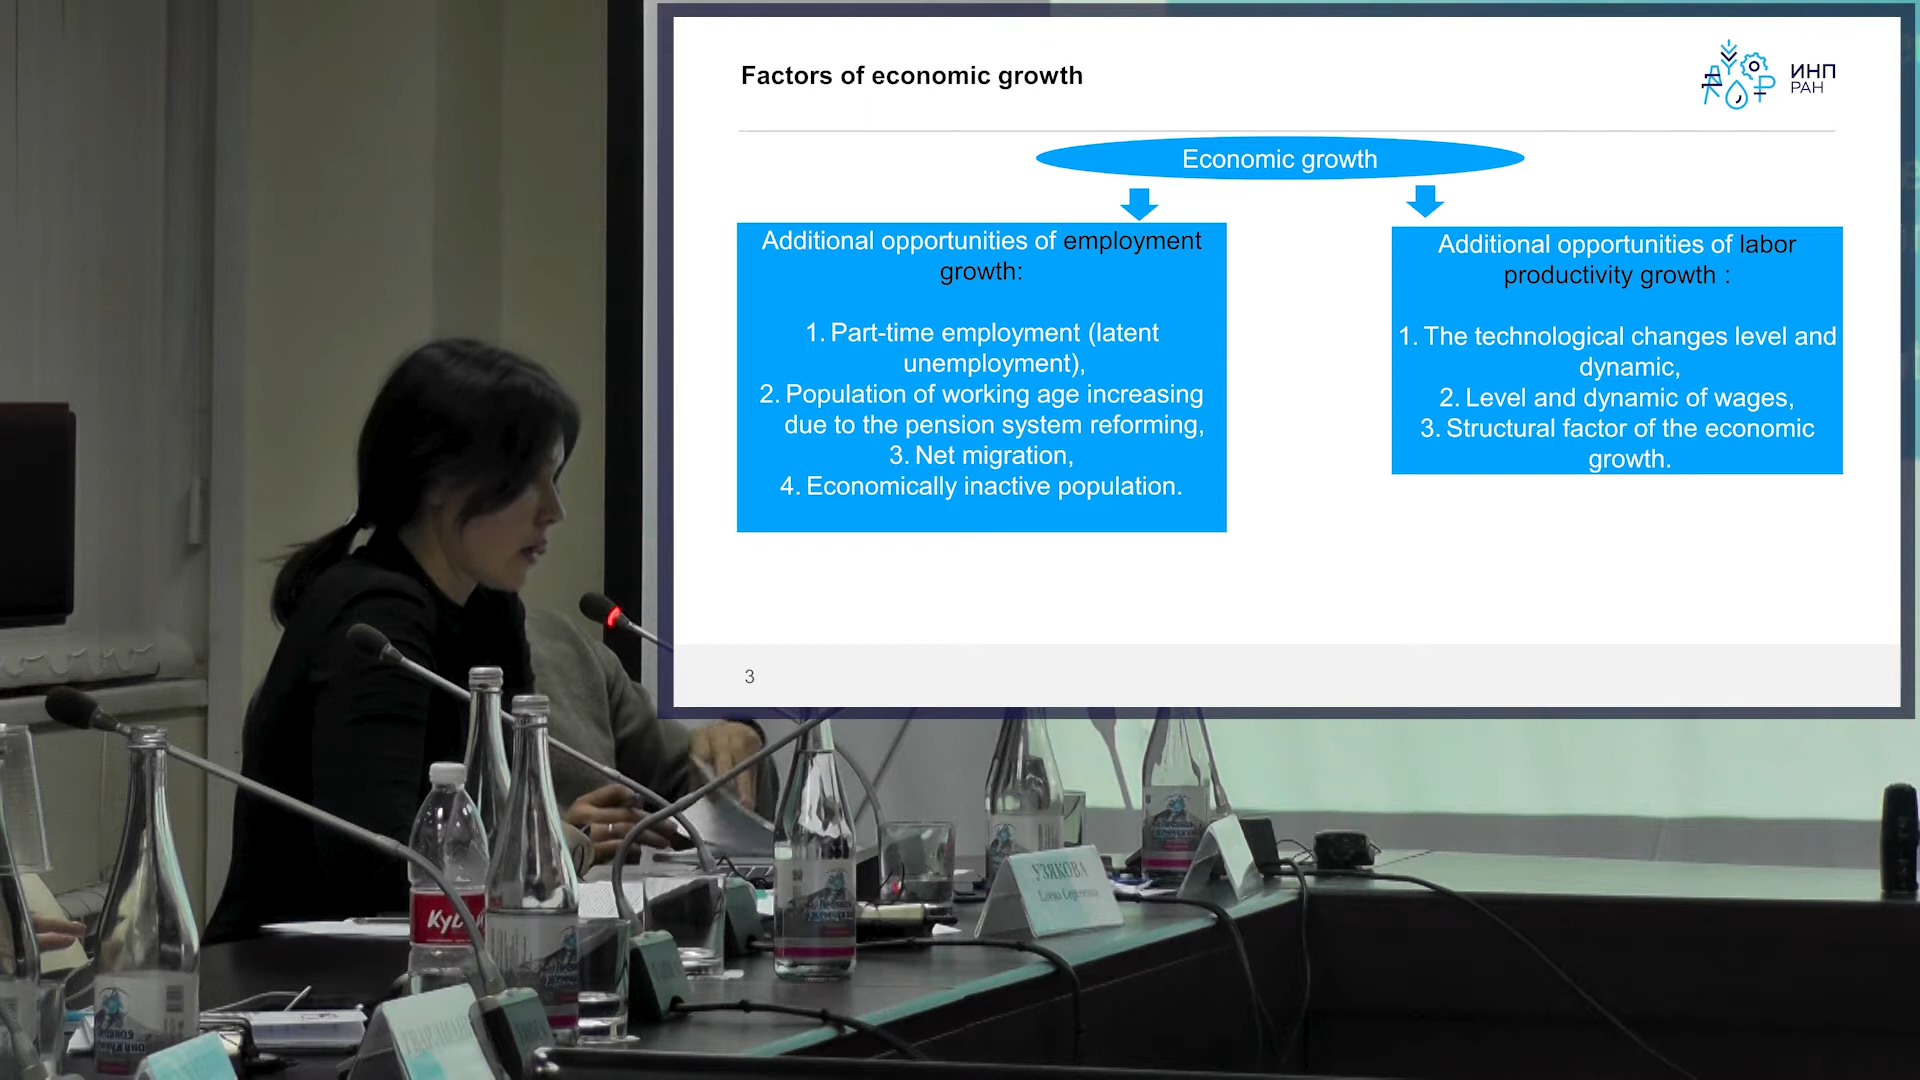 Factors of economic growth
ИНП
РАН
Economic growth
Additional opportunities of employment
growth:
1. Part-time employment (latent
unemployment),
2. Population of working age increasing
due to the pension system reforming,
3. Net migration,
4. Economically inactive population.
Additional opportunities of labor
productivity growth :
1. The technological changes level and
dynamic,
2. Level and dynamic of wages,
3. Structural factor of the economic
growth.
3
УЗЯКОВА